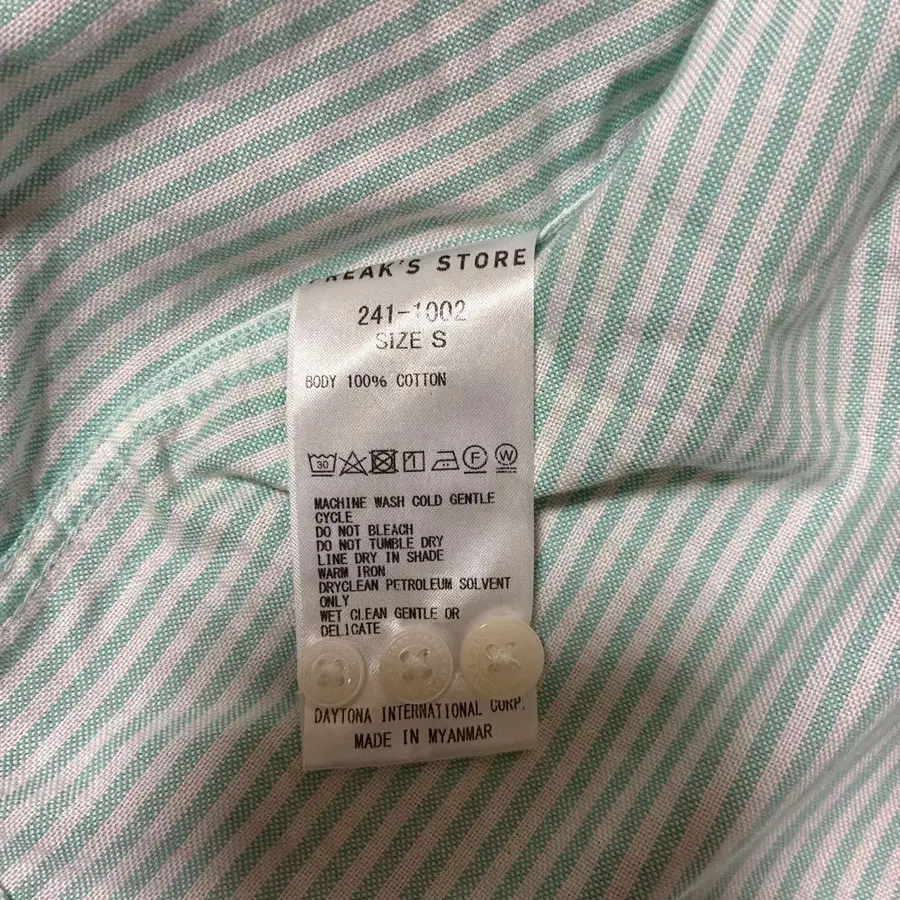 FREAK'S STORE
241-1002
SIZE S
BODY 100% COTTON
30 F W
MACHINE WASH COLD GENTLE
CYCLE
DO NOT BLEACH
DO NOT TUMBLE DRY
LINE DRY IN SHADE
WARM IRON
DRYCLEAN PETROLEUM SOLVENT
ONLY
WET CLEAN GENTLE OR
DELICATE
DAYTONA INTERNATIONAL CORP.
MADE IN MYANMAR